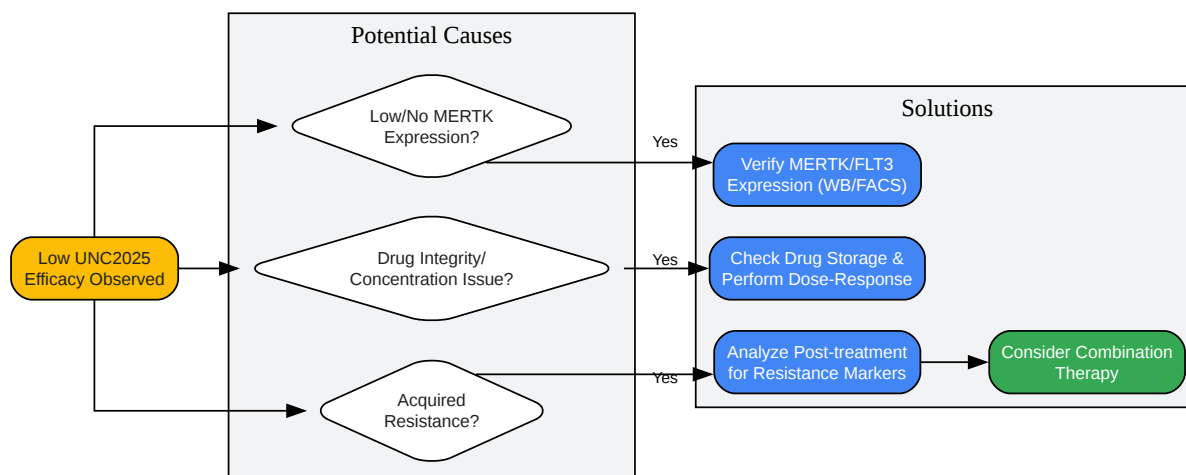 Potential Causes
Solutions
Low UNC2025
Efficacy Observed
Low/No MERTK
Expression?
Yes
Verify MERTK/FLT3
Expression (WB/FACS)
Drug Integrity/
Concentration Issue?
Yes
Check Drug Storage &
Perform Dose-Response
Acquired
Resistance?
Yes
Analyze Post-treatment
for Resistance Markers
Consider Combination
Therapy